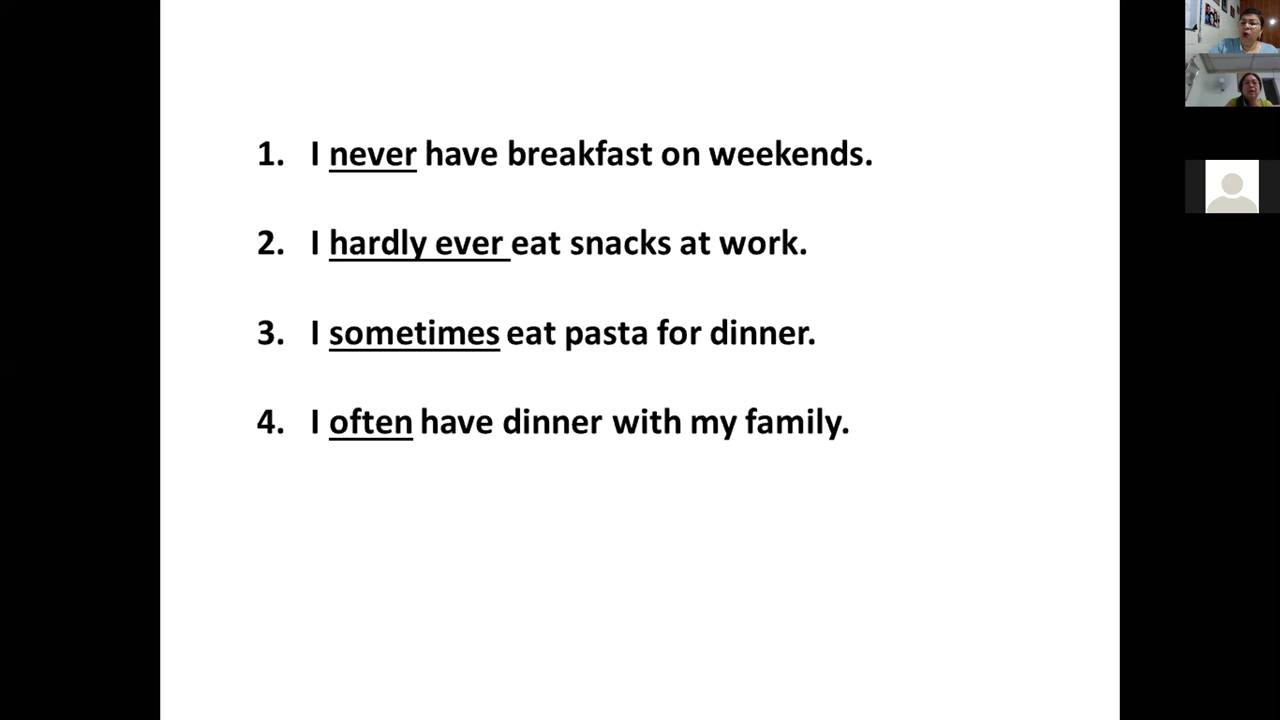 1. I never have breakfast on weekends.
2. I hardly ever eat snacks at work.
3. I sometimes eat pasta for dinner.
4. I often have dinner with my family.